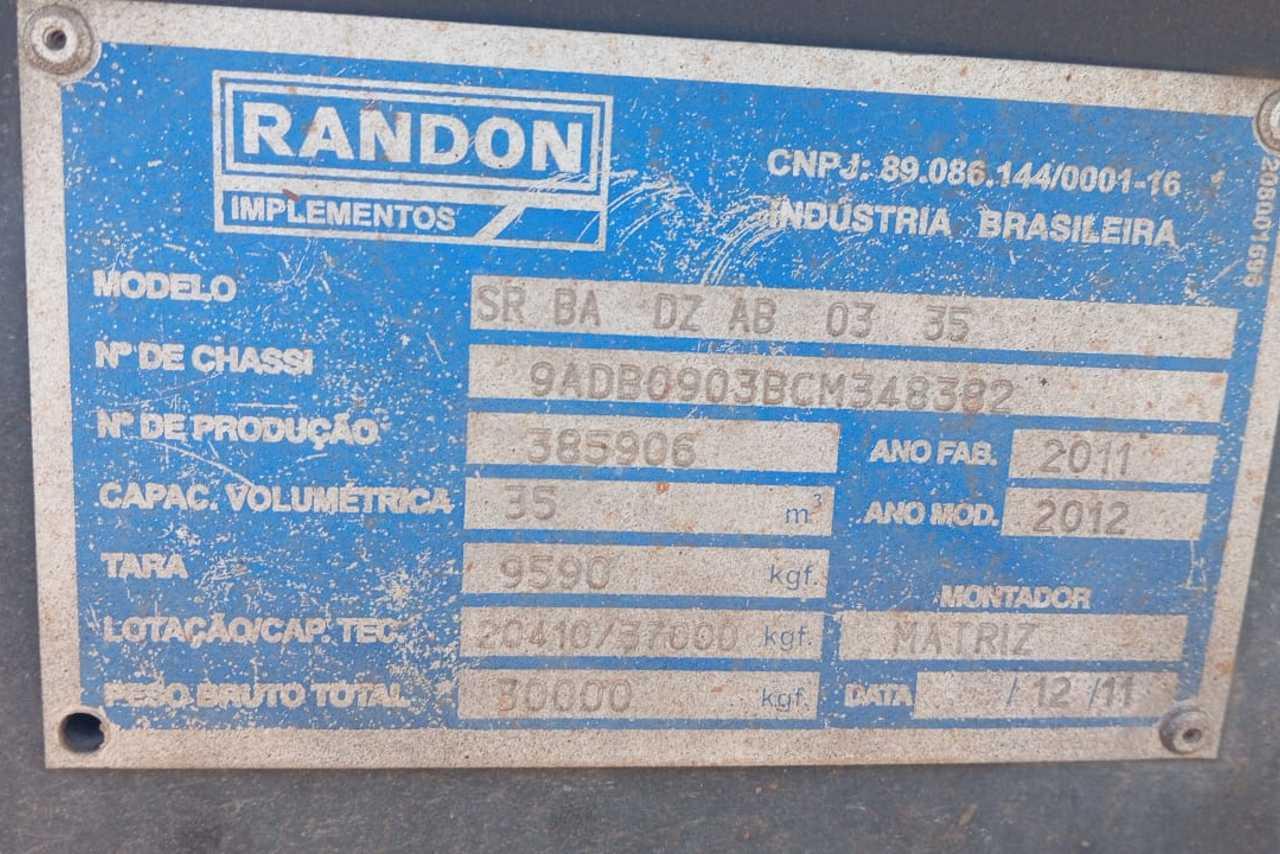 RANDON
IMPLEMENTOS
CNPJ: 89.086.144/0001-16
INDÚSTRIA BRASILEIRA
2089001695
MODELO SR BA DZ AB 03 35
Nº DE CHASSI 9ADB0903BCM348382
Nº DE PRODUÇÃO 385906 ANO FAB. 2011
CAPAC. VOLUMÉTRICA 35 m³ ANO MOD. 2012
TARA 9590 kgf.
MONTADOR
LOTAÇÃO/CAP. TEC. 20410/37000 kgf. MATRIZ
PESO BRUTO TOTAL 30000 kgf. DATA / 12 /11